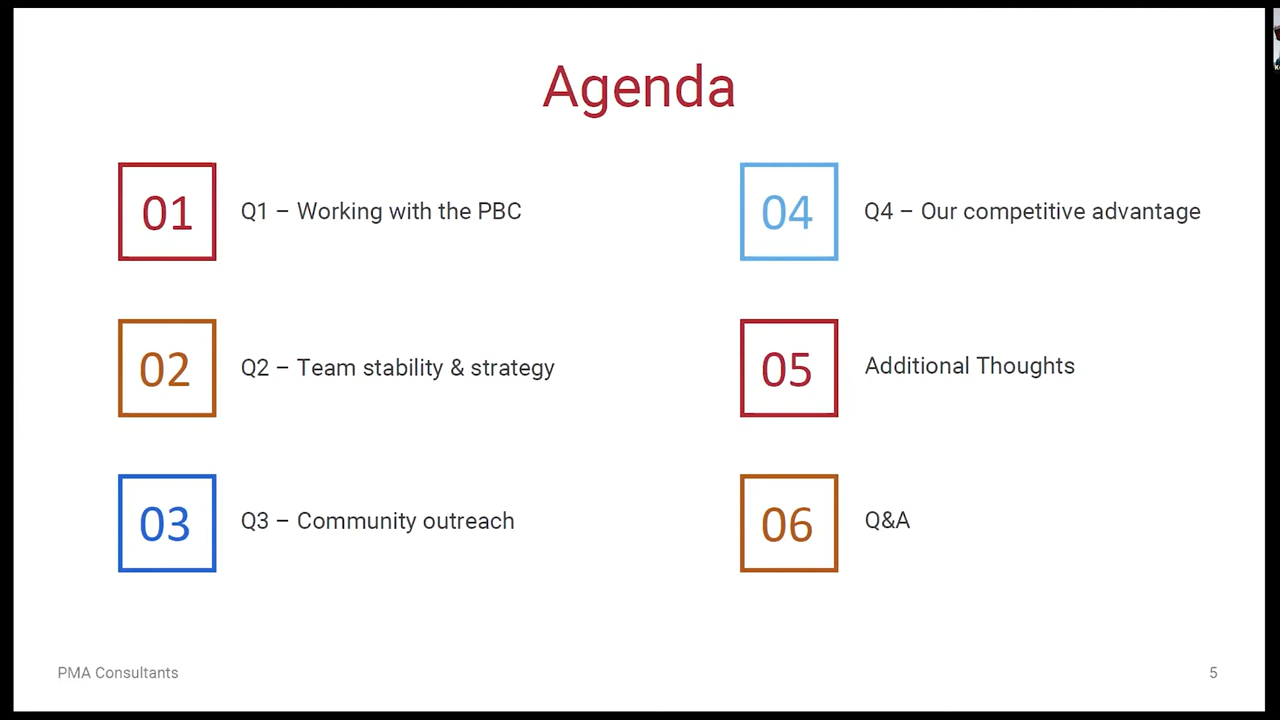 Agenda
01
Q1 – Working with the PBC
02
Q2 – Team stability & strategy
03
Q3 – Community outreach
04
Q4 – Our competitive advantage
05
Additional Thoughts
06
Q&A
PMA Consultants
5